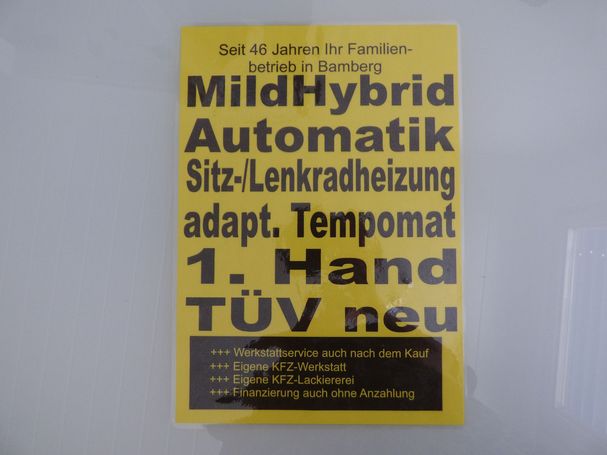 Seit 46 Jahren Ihr Familien-
betrieb in Bamberg
MildHybrid
Automatik
Sitz-/Lenkradheizung
adapt. Tempomat
1. Hand
TÜV neu
+++ Werkstattservice auch nach dem Kauf
+++ Eigene KFZ-Werkstatt
+++ Eigene KFZ-Lackiererei
+++ Finanzierung auch ohne Anzahlung